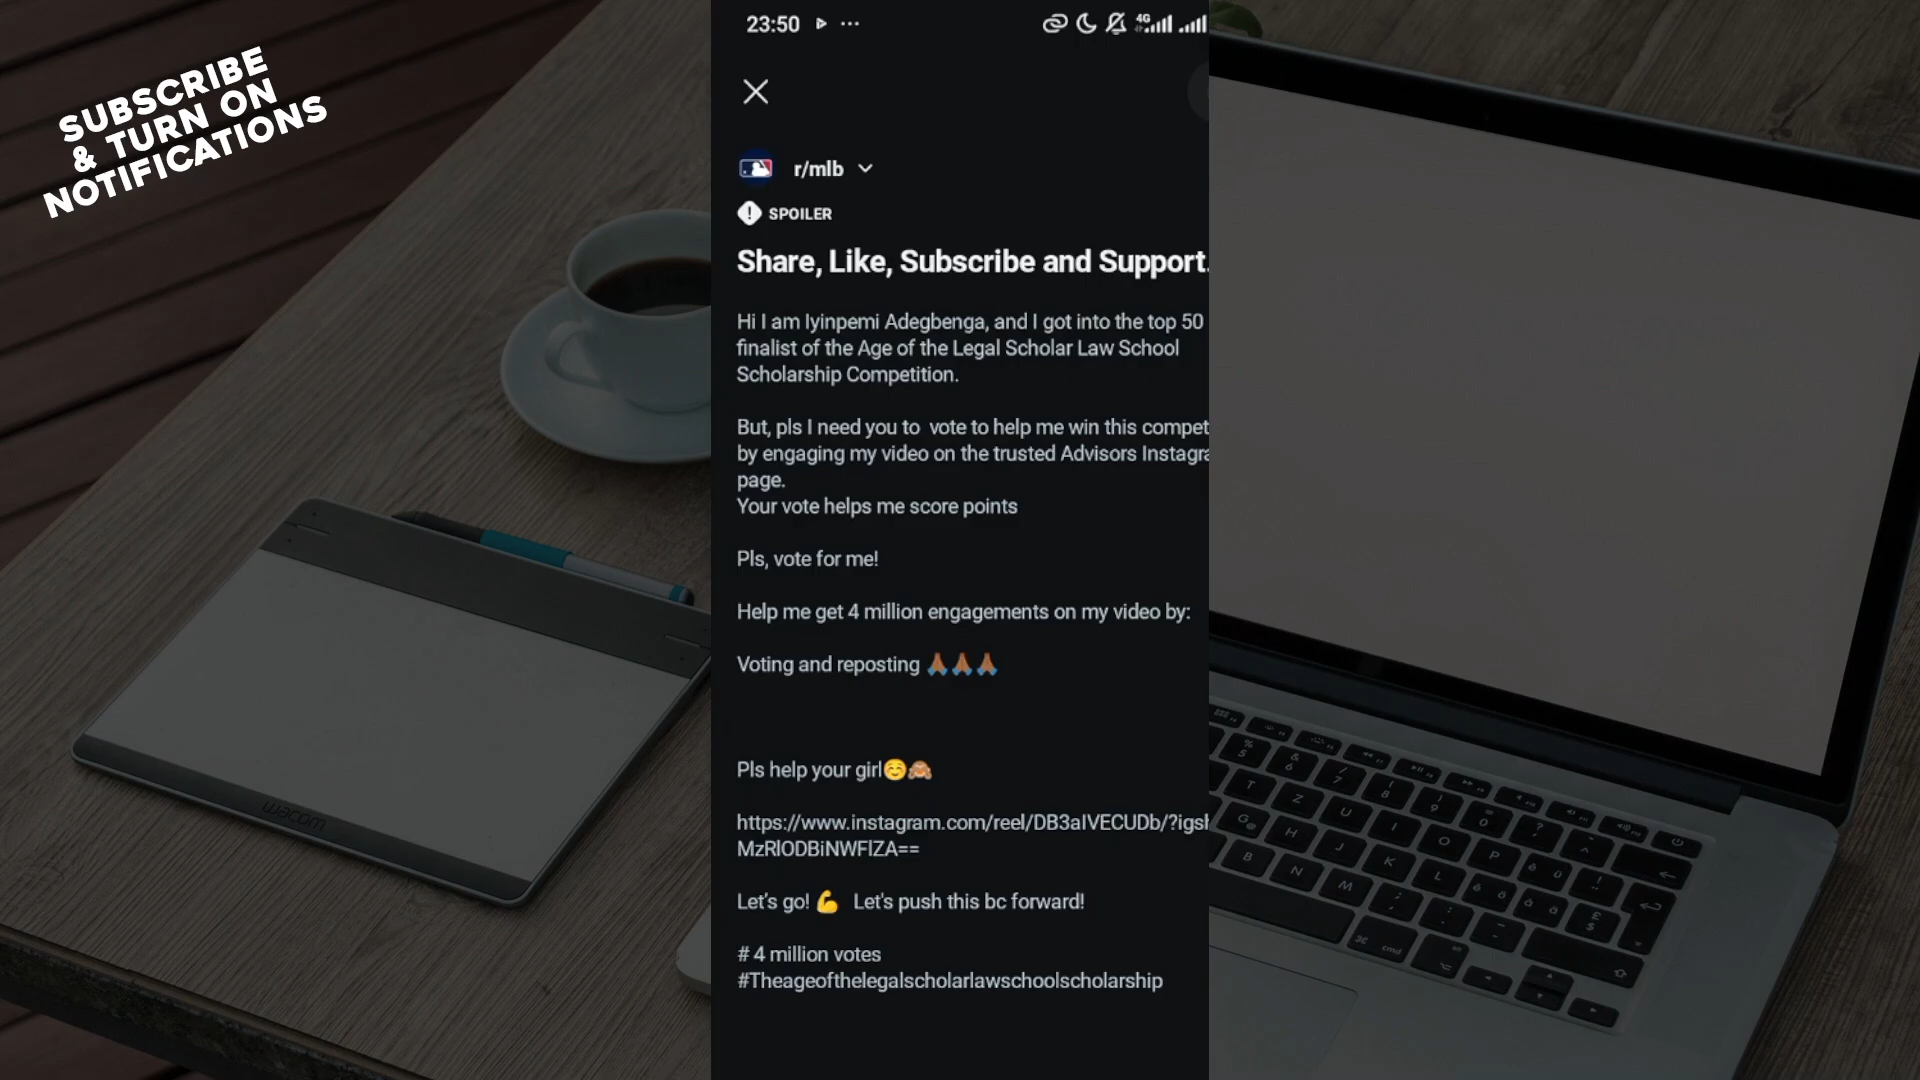 SUBSCRIBE
& TURN ON
NOTIFICATIONS
23:50
4G
r/mlb
SPOILER
Share, Like, Subscribe and Support.
Hi I am Iyinpemi Adegbenga, and I got into the top 50
finalist of the Age of the Legal Scholar Law School
Scholarship Competition.
But, pls I need you to vote to help me win this compet
by engaging my video on the trusted Advisors Instagra
page.
Your vote helps me score points
Pls, vote for me!
Help me get 4 million engagements on my video by:
Voting and reposting 🙏🏾🙏🏾🙏🏾
Pls help your girl☺️🙈
https://www.instagram.com/reel/DB3aIVECUDb/?igsh
MzRlODBiNWFlZA==
Let's go! 💪 Let's push this bc forward!
# 4 million votes
#Theageofthelegalscholarlawschoolscholarship
wacom